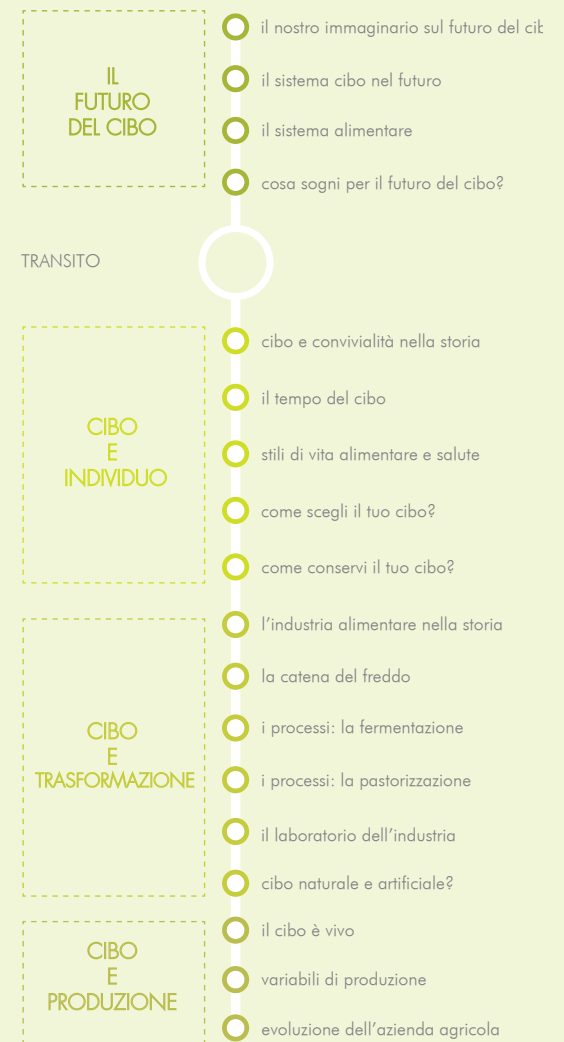 IL
FUTURO
DEL CIBO
il nostro immaginario sul futuro del
il sistema cibo nel futuro
il sistema alimentare
cosa sogni per il futuro del cibo?
TRANSITO
CIBO
E
INDIVIDUO
cibo e convivialità nella storia
il tempo del cibo
stili di vita alimentare e salute
come scegli il tuo cibo?
come conservi il tuo cibo?
CIBO
E
TRASFORMAZIONE
l'industria alimentare nella storia
la catena del freddo
i processi: la fermentazione
i processi: la pastorizzazione
il laboratorio dell'industria
cibo naturale e artificiale?
CIBO
E
PRODUZIONE
il cibo è vivo
variabili di produzione
evoluzione dell'azienda agricola